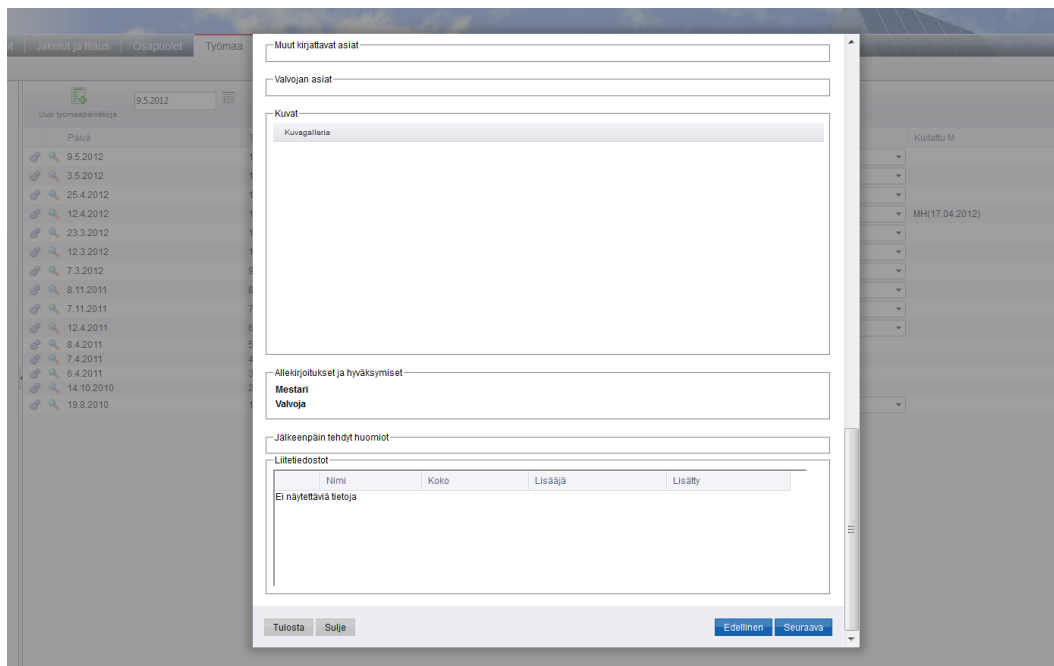 Jakelut ja tilaus
Osapuolet
Työmaa
Uusi työmaapäiväkirja
9.5.2012
Päivä
Kuitattu M
9.5.2012
3.5.2012
25.4.2012
12.4.2012
MH(17.04.2012)
23.3.2012
12.3.2012
7.3.2012
8.11.2011
7.11.2011
12.4.2011
8.4.2011
7.4.2011
6.4.2011
14.10.2010
19.8.2010
Muut kirjattavat asiat
Valvojan asiat
Kuvat
Kuvagalleria
Allekirjoitukset ja hyväksymiset
Mestari
Valvoja
Jälkeenpäin tehdyt huomiot
Liitetiedostot
Nimi Koko Lisääjä Lisätty
Ei näytettäviä tietoja
Tulosta Sulje Edellinen Seuraava